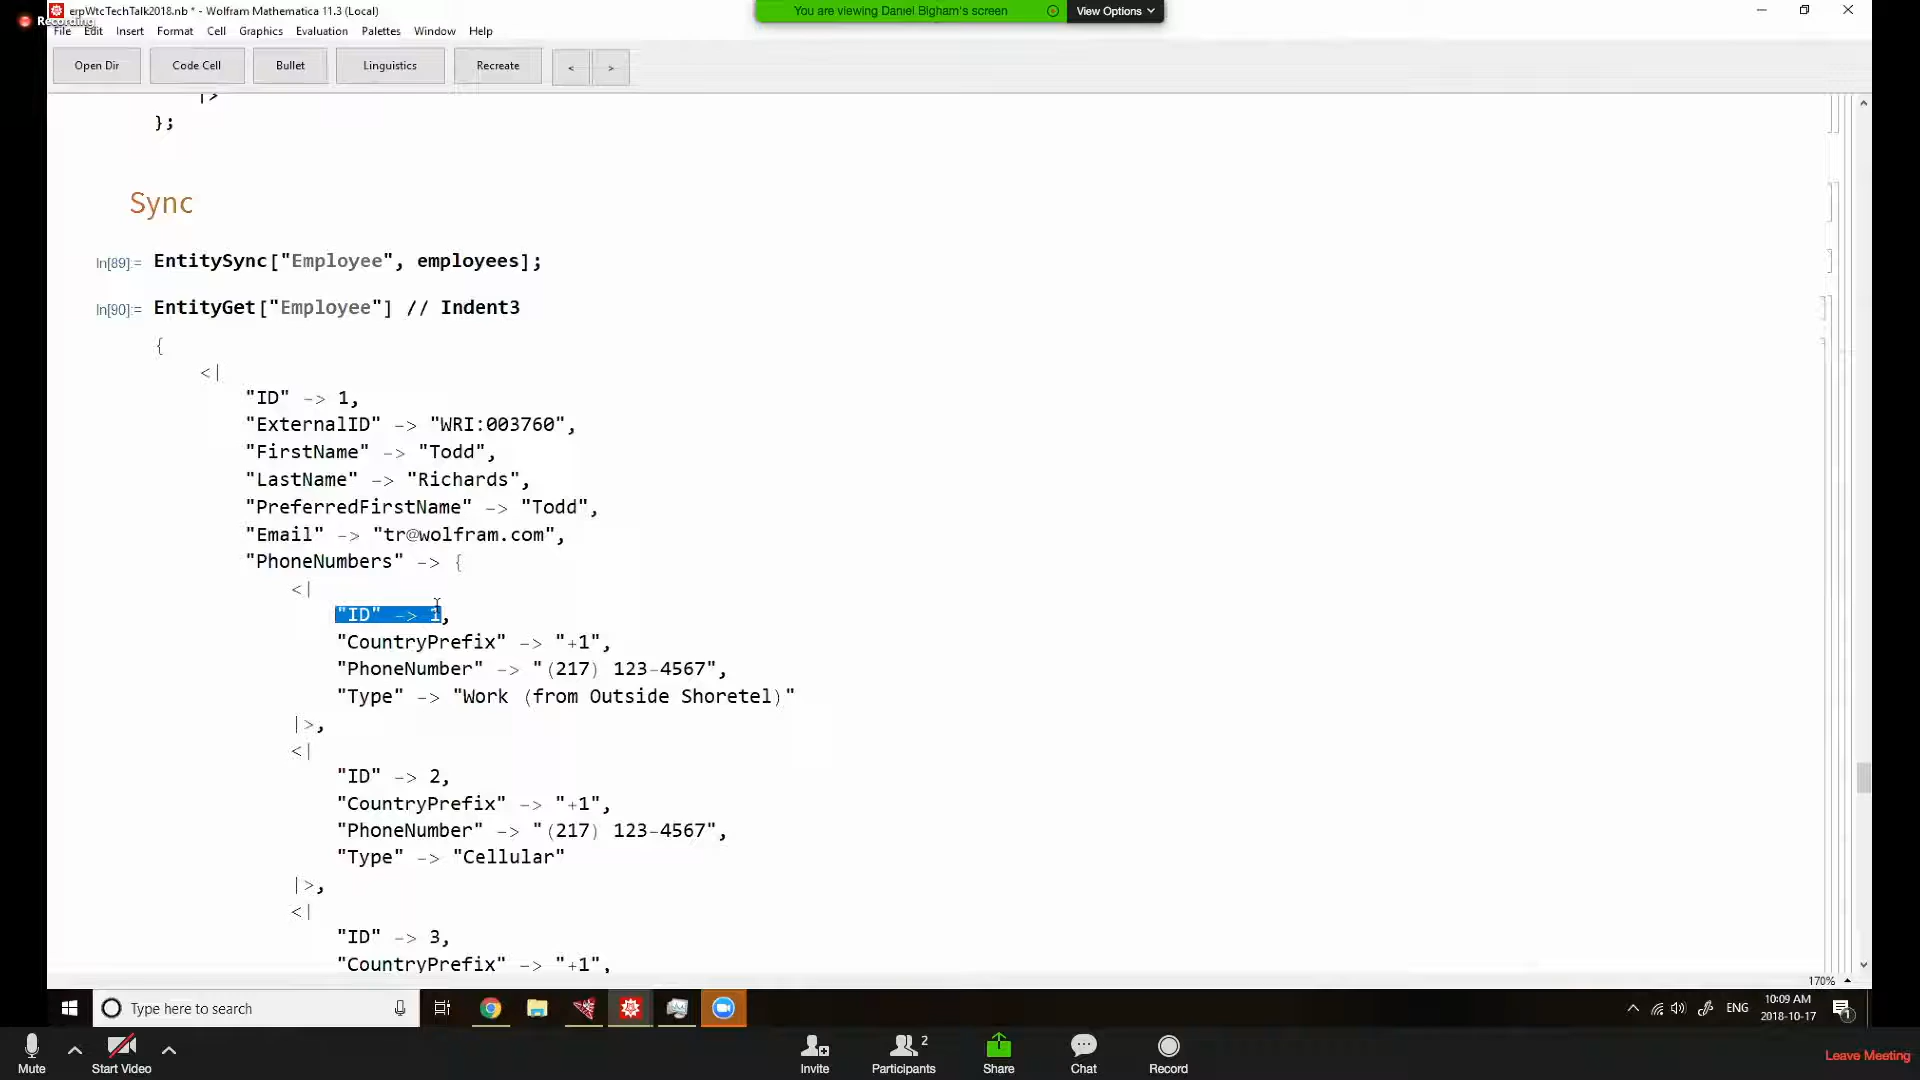 erpWtcTechTalk2018.nb * - Wolfram Mathematica 11.3 (Local)
You are viewing Daniel Bigham's screen
View Options
Recording
File Edit Insert Format Cell Graphics Evaluation Palettes Window Help
Open Dir Code Cell Bullet Linguistics Recreate < >
|>
};
Sync
In[89]:= EntitySync["Employee", employees];
In[90]:= EntityGet["Employee"] // Indent3
{
<|
"ID" -> 1,
"ExternalID" -> "WRI:003760",
"FirstName" -> "Todd",
"LastName" -> "Richards",
"PreferredFirstName" -> "Todd",
"Email" -> "tr@wolfram.com",
"PhoneNumbers" -> {
<|
"ID" -> 1,
"CountryPrefix" -> "+1",
"PhoneNumber" -> "(217) 123-4567",
"Type" -> "Work (from Outside Shoretel)"
|>,
<|
"ID" -> 2,
"CountryPrefix" -> "+1",
"PhoneNumber" -> "(217) 123-4567",
"Type" -> "Cellular"
|>,
<|
"ID" -> 3,
"CountryPrefix" -> "+1",
170%
Type here to search
ENG
10:09 AM
2018-10-17
1
Mute
Start Video
Invite
Participants 2
Share
Chat
Record
Leave Meeting